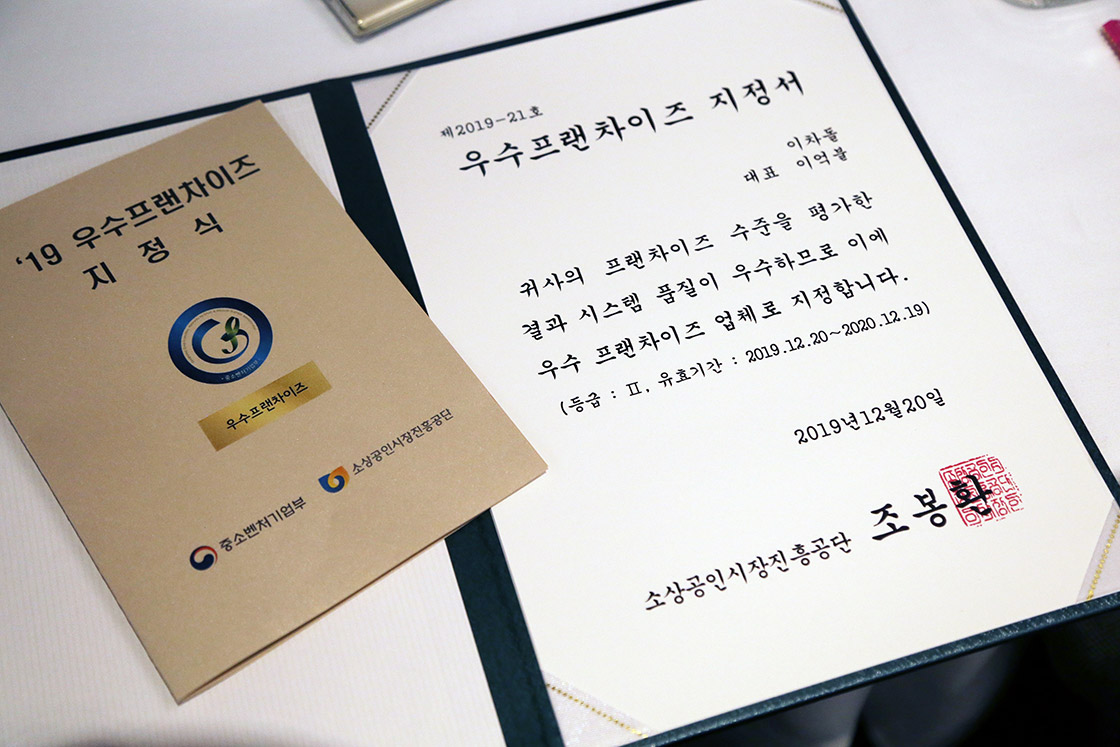 '19 우수프랜차이즈
지 정 식
중소벤처기업부
우수프랜차이즈
중소벤처기업부
소상공인시장진흥공단
제2019-21호
우수프랜차이즈 지정서
이차돌
대표 이억불
귀사의 프랜차이즈 수준을 평가한
결과 시스템 품질이 우수하므로 이에
우수 프랜차이즈 업체로 지정합니다.
(등급 : Ⅱ, 유효기간 : 2019.12.20~2020.12.19)
2019년12월20일
소상공인시장진흥공단 조봉환